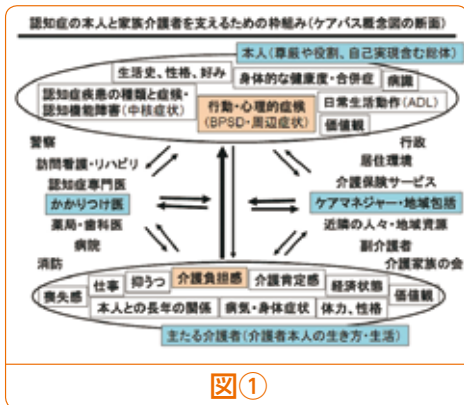 認知症の本人と家族介護者を支えるための枠組み(ケアパス概念図の断面)
本人(尊厳や役割、自己実現含む総体)
生活史、性格、好み
身体的な健康度・合併症
病識
認知症疾患の種類と症候・
認知機能障害(中核症状)
行動・心理的症候
(BPSD・周辺症状)
日常生活動作(ADL)
価値観
警察
訪問看護・リハビリ
認知症専門医
かかりつけ医
薬局・歯科医
病院
消防
行政
居住環境
介護保険サービス
ケアマネジャー・地域包括
近隣の人々・地域資源
副介護者
介護家族の会
喪失感
仕事
抑うつ
介護負担感
介護肯定感
経済状態
価値観
本人との長年の関係
病気・身体症状
体力、性格
主たる介護者(介護者本人の生き方・生活)
図①